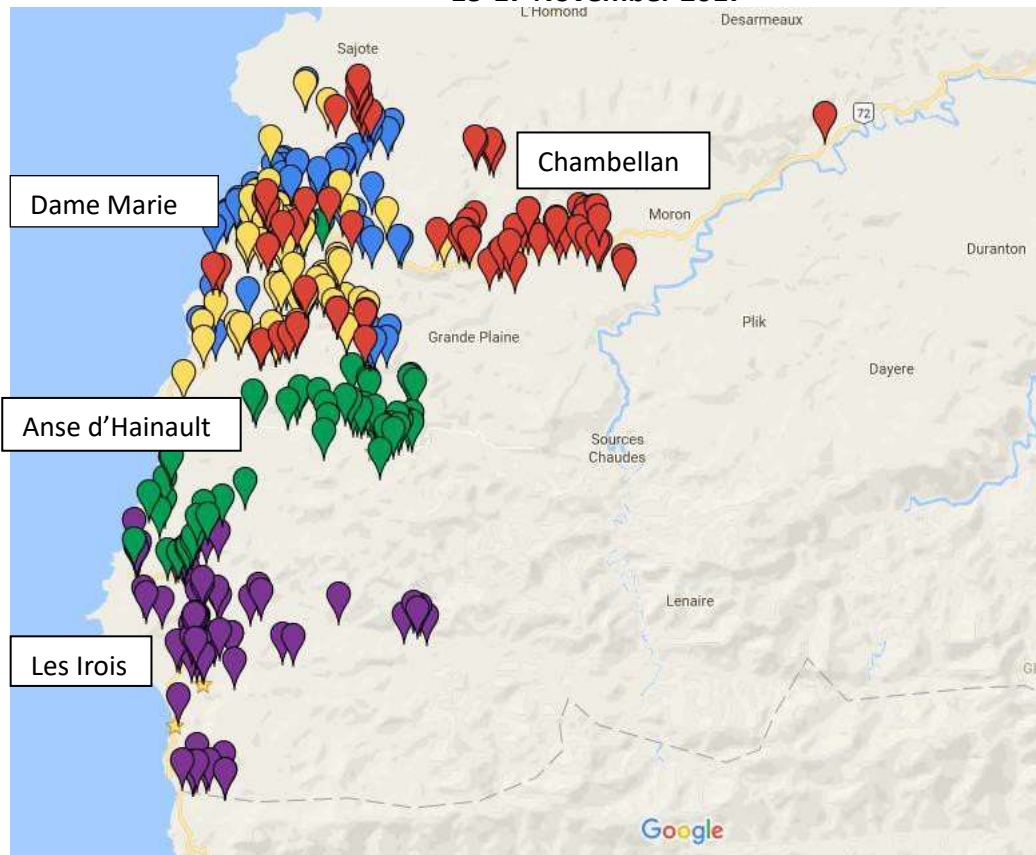 L'Homond
Desarmeaux
Sajote
72
Chambellan
Dame Marie
Moron
Duranton
Plik
Grande Plaine
Dayere
Anse d’Hainault
Sources
Chaudes
Lenaire
Les Irois
Google